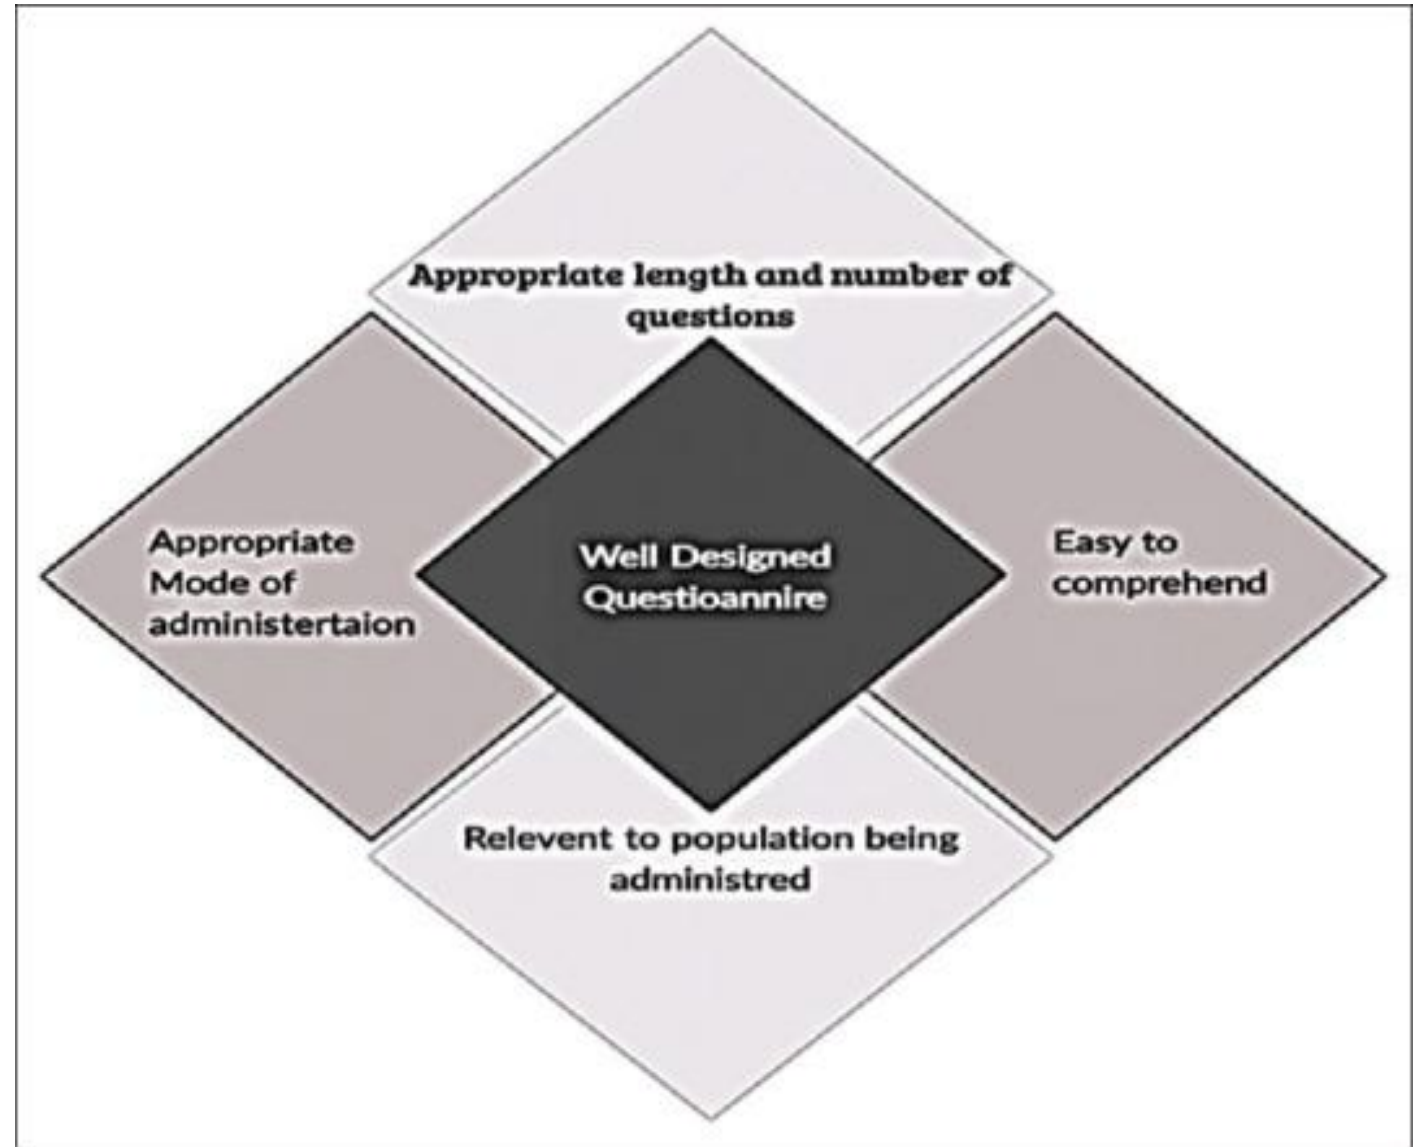 Appropriate length and number of
questions
Appropriate
Mode of
administertaion
Well Designed
Questioannire
Easy to
comprehend
Relevent to population being
administred